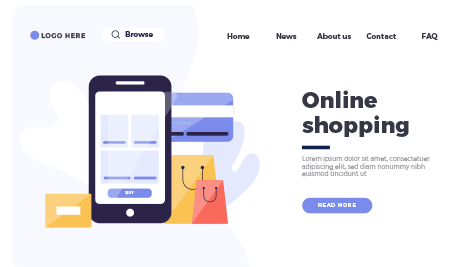 LOGO HERE
Browse
Home
News
About us
Contact
FAQ
Online
shopping
Lorem ipsum dolor sit amet, consectetuer
adipiscing elit, sed diam nonummy nibh
euismod tincidunt ut
READ MORE
BUY